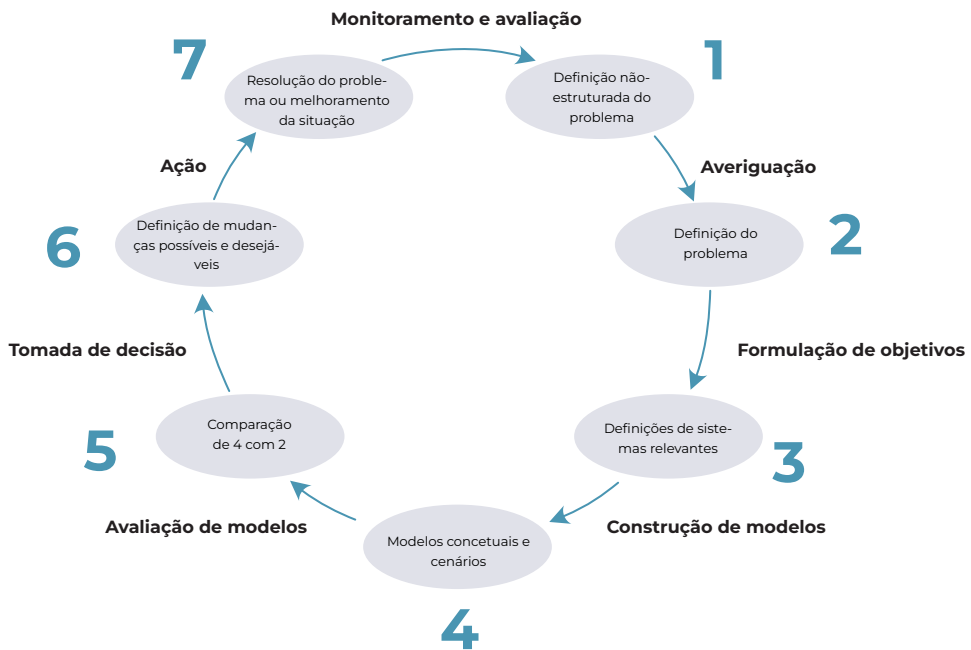 Monitoramento e avaliação
1
Definição não-
estruturada do
problema
Averiguação
2
Definição do
problema
Formulação de objetivos
3
Definições de siste-
mas relevantes
Construção de modelos
4
Modelos concetuais e
cenários
Avaliação de modelos
5
Comparação
de 4 com 2
Tomada de decisão
6
Definição de mudan-
ças possíveis e desejá-
veis
Ação
7
Resolução do proble-
ma ou melhoramento
da situação